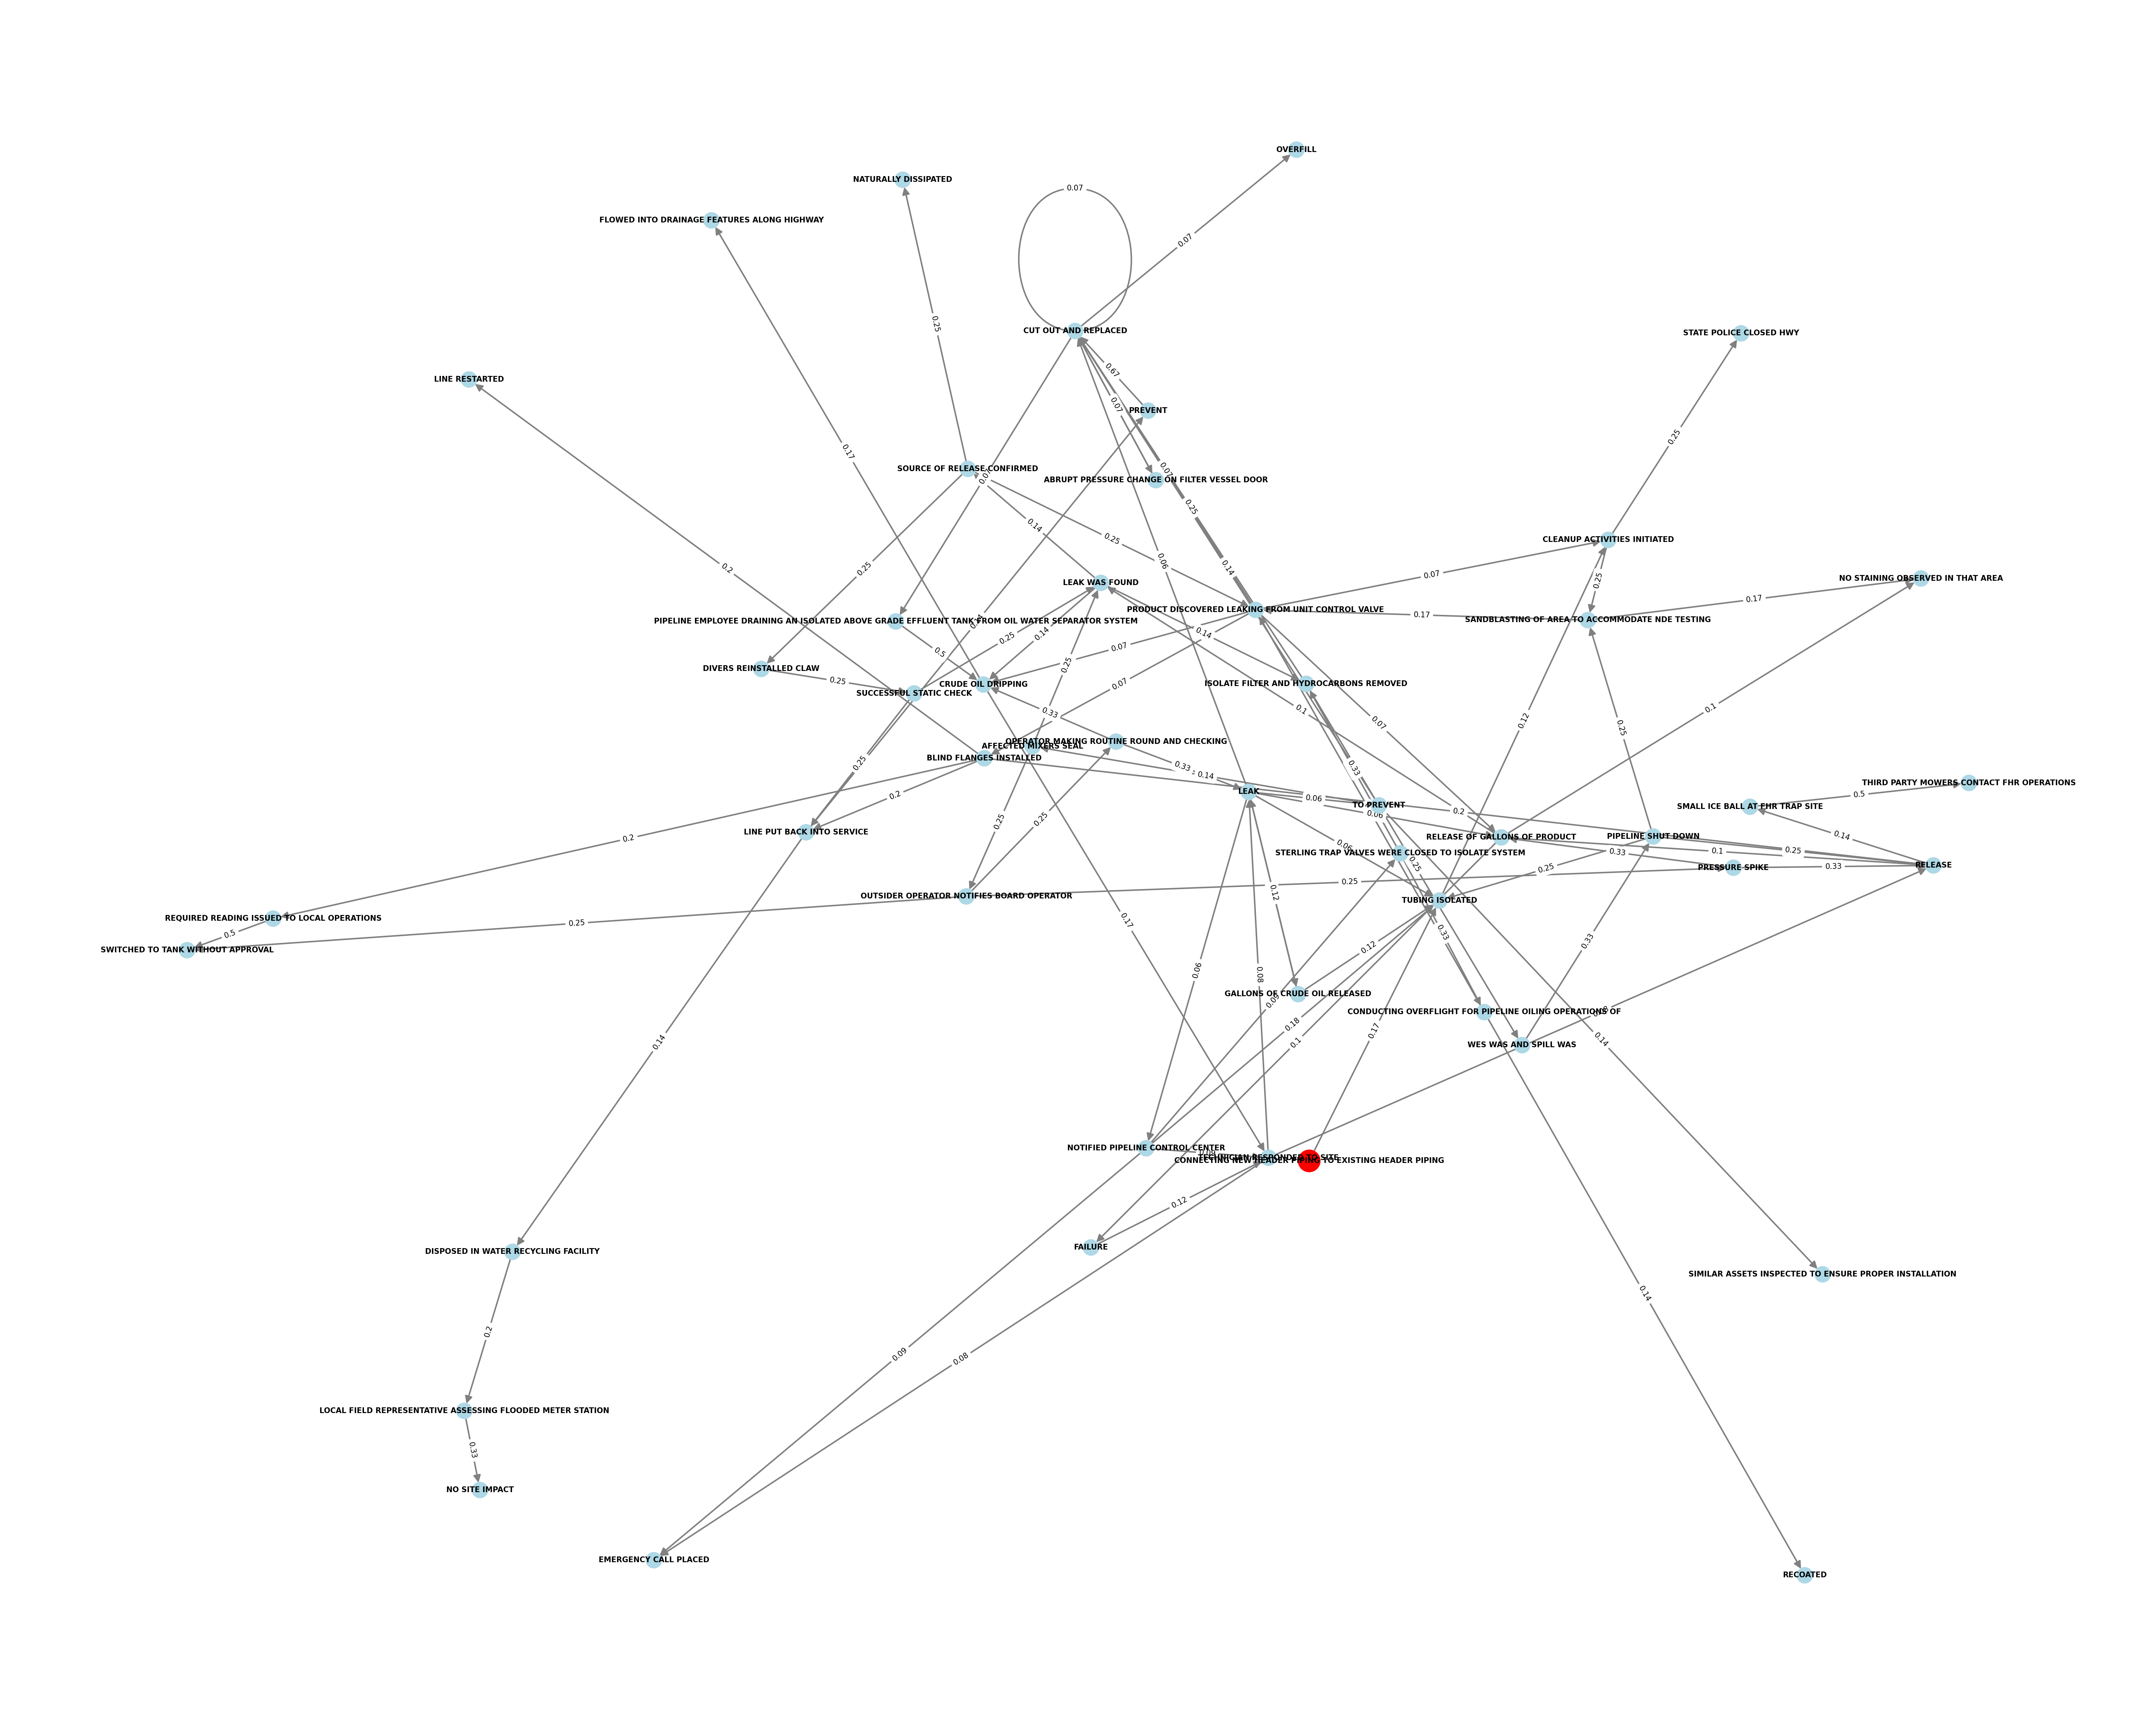 OVERFILL
NATURALLY DISSIPATED
0.07
FLOWED INTO DRAINAGE FEATURES ALONG HIGHWAY
0.07
0.25
CUT OUT AND REPLACED
STATE POLICE CLOSED HWY
0.67
LINE RESTARTED
0.07
PREVENT
0.25
0.17
SOURCE OF RELEASE CONFIRMED
0.07
ABRUPT PRESSURE CHANGE ON FILTER VESSEL DOOR
0.25
0.14
0.25
CLEANUP ACTIVITIES INITIATED
0.06
0.2
0.25
0.14
0.07
NO STAINING OBSERVED IN THAT AREA
0.25
LEAK WAS FOUND
0.17
PRODUCT DISCOVERED LEAKING FROM UNIT CONTROL VALVE
0.17
SANDBLASTING OF AREA TO ACCOMMODATE NDE TESTING
PIPELINE EMPLOYEE DRAINING AN ISOLATED ABOVE GRADE EFFLUENT TANK FROM OIL WATER SEPARATOR SYSTEM
0.14
0.14
0.25
0.5
0.07
0.25
DIVERS REINSTALLED CLAW
0.25
CRUDE OIL DRIPPING
ISOLATE FILTER AND HYDROCARBONS REMOVED
0.07
SUCCESSFUL STATIC CHECK
0.1
0.1
0.33
0.07
0.12
0.25
OPERATOR MAKING ROUTINE ROUND AND CHECKING
AFFECTED MIXERS SEAL
BLIND FLANGES INSTALLED
0.25
0.33
0.14
0.33
THIRD PARTY MOWERS CONTACT FHR OPERATIONS
LEAK
0.5
0.2
0.06
TO PREVENT
SMALL ICE BALL AT FHR TRAP SITE
0.2
0.06
0.25
0.25
LINE PUT BACK INTO SERVICE
0.14
RELEASE OF GALLONS OF PRODUCT
PIPELINE SHUT DOWN
0.2
0.06
STERLING TRAP VALVES WERE CLOSED TO ISOLATE SYSTEM
0.33
0.1
0.25
0.25
0.25
PRESSURE SPIKE
0.33
RELEASE
0.25
OUTSIDER OPERATOR NOTIFIES BOARD OPERATOR
0.12
TUBING ISOLATED
REQUIRED READING ISSUED TO LOCAL OPERATIONS
0.25
0.17
0.5
0.33
SWITCHED TO TANK WITHOUT APPROVAL
0.12
0.33
0.06
0.08
GALLONS OF CRUDE OIL RELEASED
0.09
CONDUCTING OVERFLIGHT FOR PIPELINE OILING OPERATIONS OF
0.18
0.17
0.14
0.1
0.14
WES WAS AND SPILL WAS
NOTIFIED PIPELINE CONTROL CENTER
TECHNICIAN RESPONDED TO SITE
CONNECTING NEW HEADER PIPING TO EXISTING HEADER PIPING
0.12
FAILURE
DISPOSED IN WATER RECYCLING FACILITY
SIMILAR ASSETS INSPECTED TO ENSURE PROPER INSTALLATION
0.14
0.2
0.09
0.08
LOCAL FIELD REPRESENTATIVE ASSESSING FLOODED METER STATION
0.33
NO SITE IMPACT
EMERGENCY CALL PLACED
RECOATED